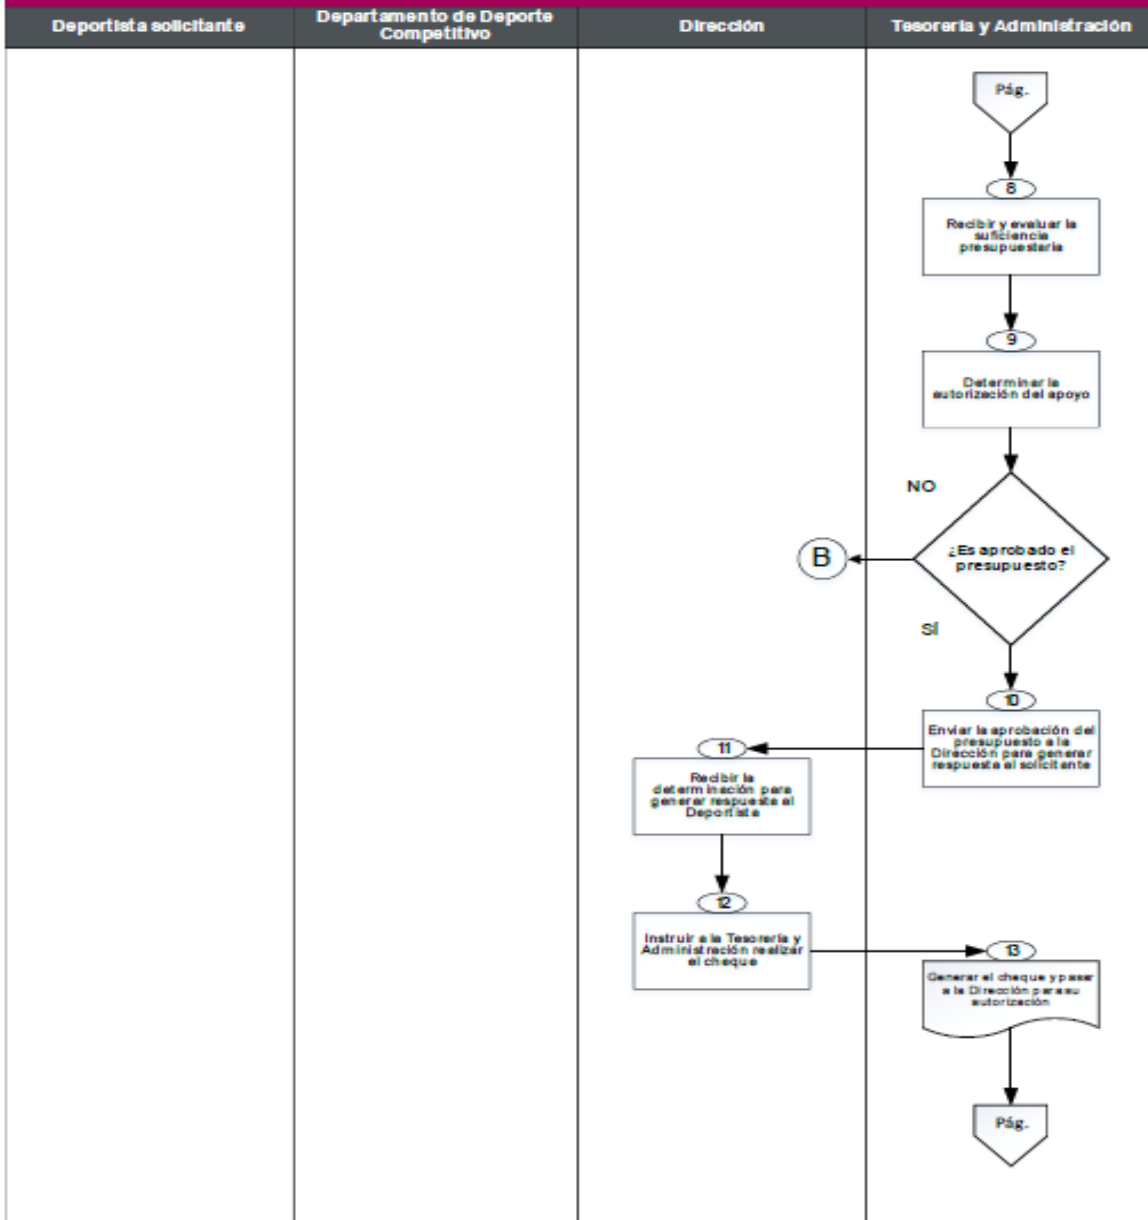 Deportista solicitante
Departamento de Deporte
Competitivo
Dirección
Tesorería y Administración
Pág.
8
Recibir y evaluar la
suficiencia
presupuestaria
9
Determinar la
autorización del apoyo
NO
¿Es aprobado el
presupuesto?
B
SÍ
10
Enviar la aprobación del
presupuesto a la
Dirección para generar
respuesta al solicitante
11
Recibir la
determinación para
generar respuesta al
Deportista
12
Instruir a la Tesorería y
Administración realizar
el cheque
13
Generar el cheque y pasar
a la Dirección para su
autorización
Pág.